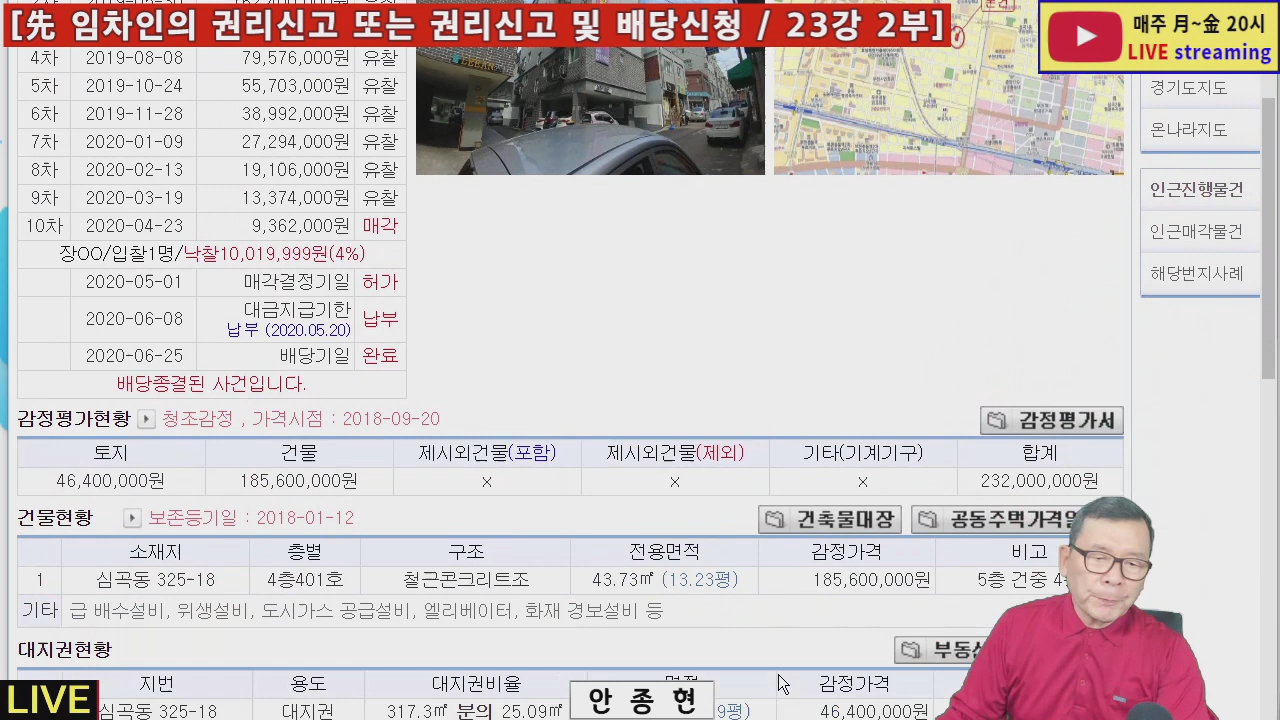 [先 임차인의 권리신고 또는 권리신고 및 배당신청 / 23강 2부]
매주 月~金 20시
LIVE streaming
4차 유찰
경기도지도
5차 유찰
온나라지도
6차 2019-11-28 38,992,000원 유찰
7차 2020-01-09 27,294,000원 유찰
8차 19,106,000원 유찰
9차 2020-03-19 13,374,000원 유찰
10차 2020-04-23 9,362,000원 매각
인근진행물건
인근매각물건
해당번지사례
장OO/입찰1명/낙찰10,019,999원(4%)
2020-05-01 매각결정기일 허가
2020-06-08 대금지급기한 납부
납부 (2020.05.20)
2020-06-25 배당기일 완료
배당종결된 사건입니다.
감정평가현황 청조감정 , 가격시점 : 2018-09-20 감정평가서
토지 건물 제시외건물(포함) 제시외건물(제외) 기타(기계기구) 합계
46,400,000원 185,600,000원 x x x 232,000,000원
건물현황 보존등기일 : 2018-01-12 건축물대장 공동주택가격
소재지 층별 구조 전용면적 감정가격 비고
1 심곡동 325-18 4층401호 철근콘크리트조 43.73㎡ (13.23평) 185,600,000원 5층 건중
기타 급 배수설비, 위생설비, 도시가스 공급설비, 엘리베이터, 화재 경보설비 등
대지권현황
지번 용도 대지권비율 감정가격
심곡동 325-18 대지권 317.3㎡ 분의 25.09㎡ 46,400,000원
LIVE
안 종 현